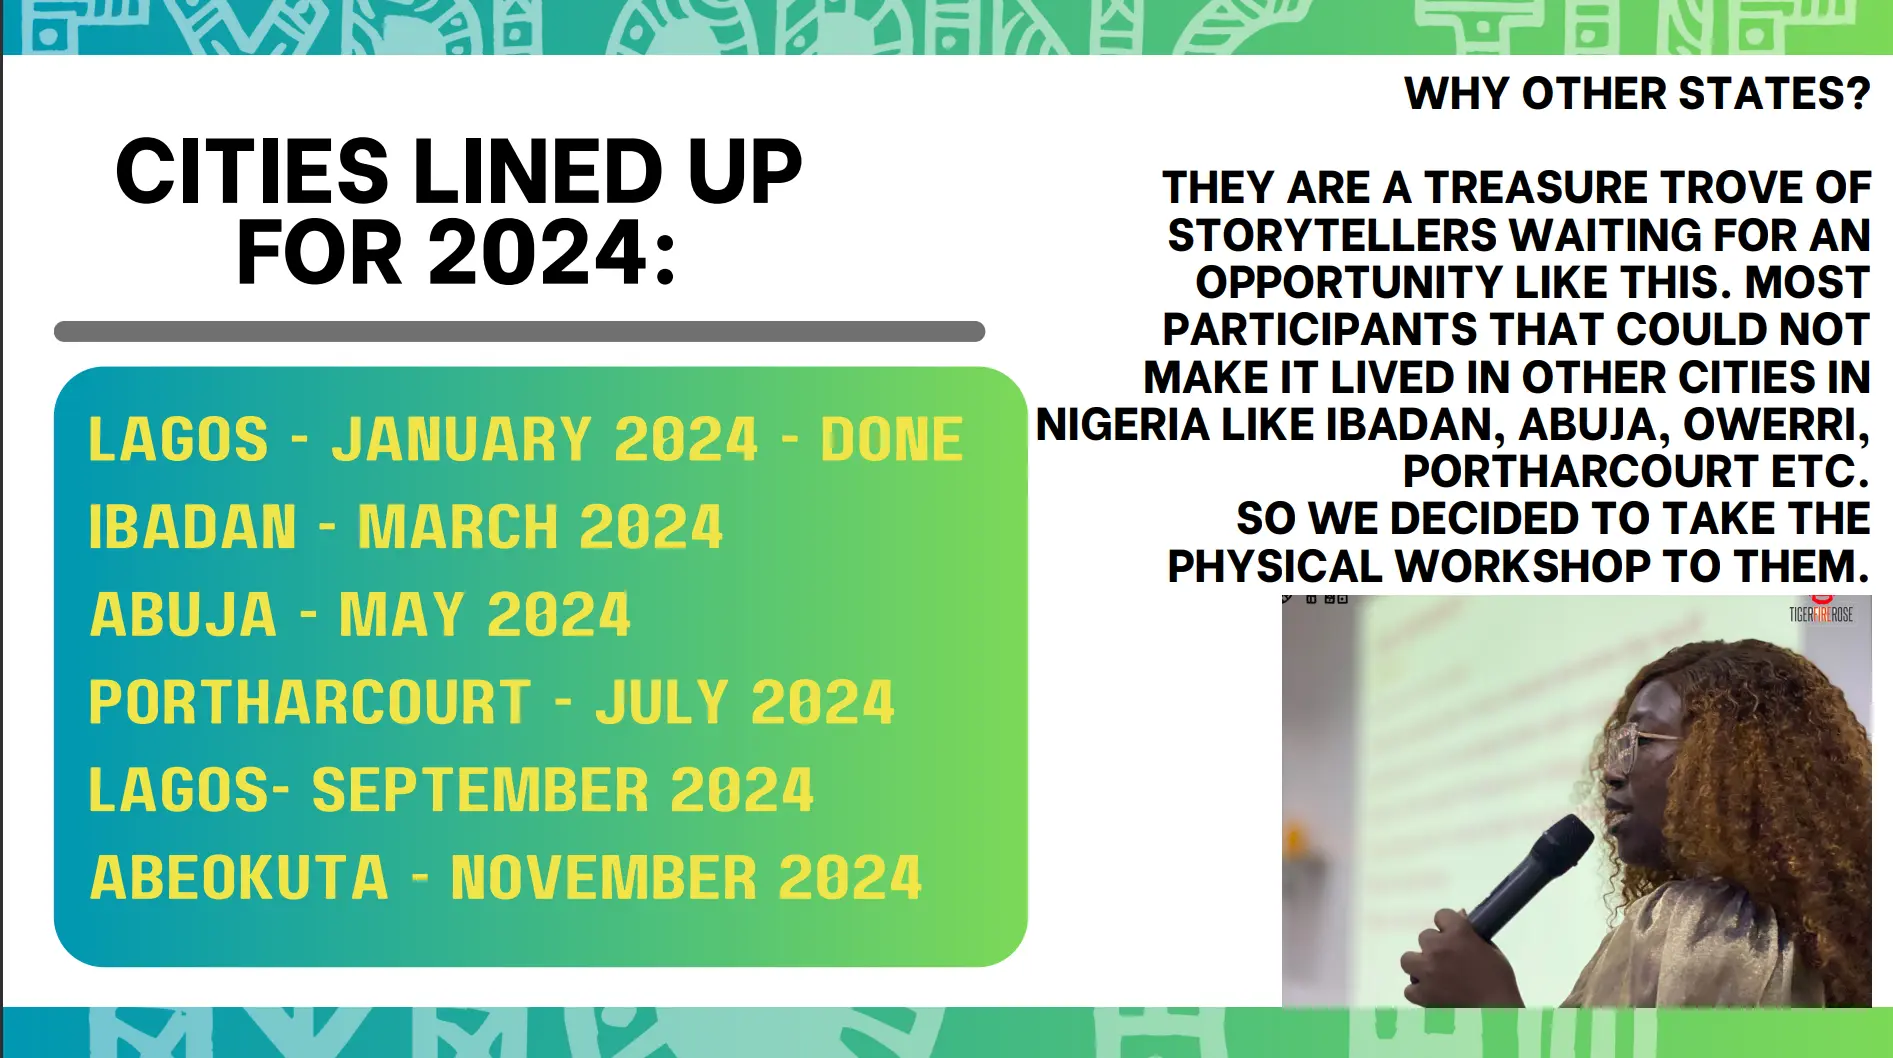 CITIES LINED UP
FOR 2024:
LAGOS - JANUARY 2024 - DONE
IBADAN - MARCH 2024
ABUJA - MAY 2024
PORTHARCOURT - JULY 2024
LAGOS- SEPTEMBER 2024
ABEOKUTA - NOVEMBER 2024
WHY OTHER STATES?
THEY ARE A TREASURE TROVE OF
STORYTELLERS WAITING FOR AN
OPPORTUNITY LIKE THIS. MOST
PARTICIPANTS THAT COULD NOT
MAKE IT LIVED IN OTHER CITIES IN
NIGERIA LIKE IBADAN, ABUJA, OWERRI,
PORTHARCOURT ETC.
SO WE DECIDED TO TAKE THE
PHYSICAL WORKSHOP TO THEM.
TIGERFIREROSE